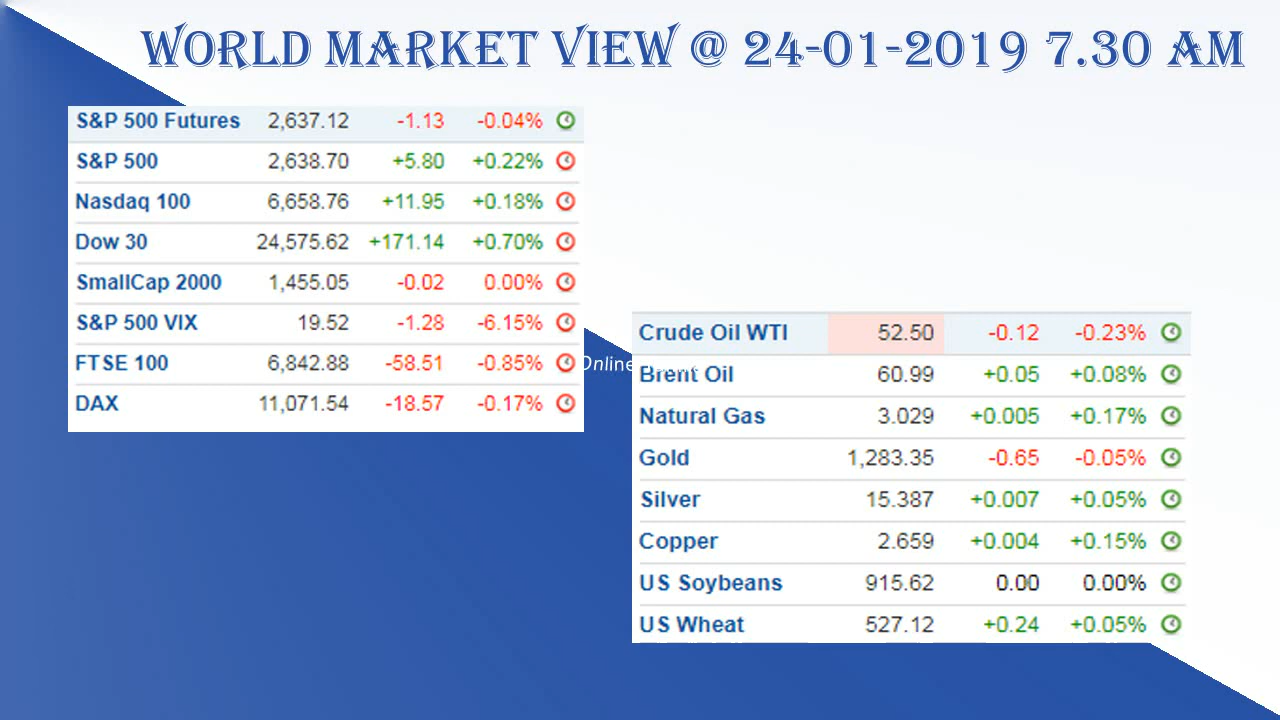 WORLD MARKET VIEW @ 24-01-2019 7.30 AM
S&P 500 Futures 2,637.12 -1.13 -0.04%
S&P 500 2,638.70 +5.80 +0.22%
Nasdaq 100 6,658.76 +11.95 +0.18%
Dow 30 24,575.62 +171.14 +0.70%
SmallCap 2000 1,455.05 -0.02 0.00%
S&P 500 VIX 19.52 -1.28 -6.15%
FTSE 100 6,842.88 -58.51 -0.85%
DAX 11,071.54 -18.57 -0.17%
Online
Crude Oil WTI 52.50 -0.12 -0.23%
Brent Oil 60.99 +0.05 +0.08%
Natural Gas 3.029 +0.005 +0.17%
Gold 1,283.35 -0.65 -0.05%
Silver 15.387 +0.007 +0.05%
Copper 2.659 +0.004 +0.15%
US Soybeans 915.62 0.00 0.00%
US Wheat 527.12 +0.24 +0.05%